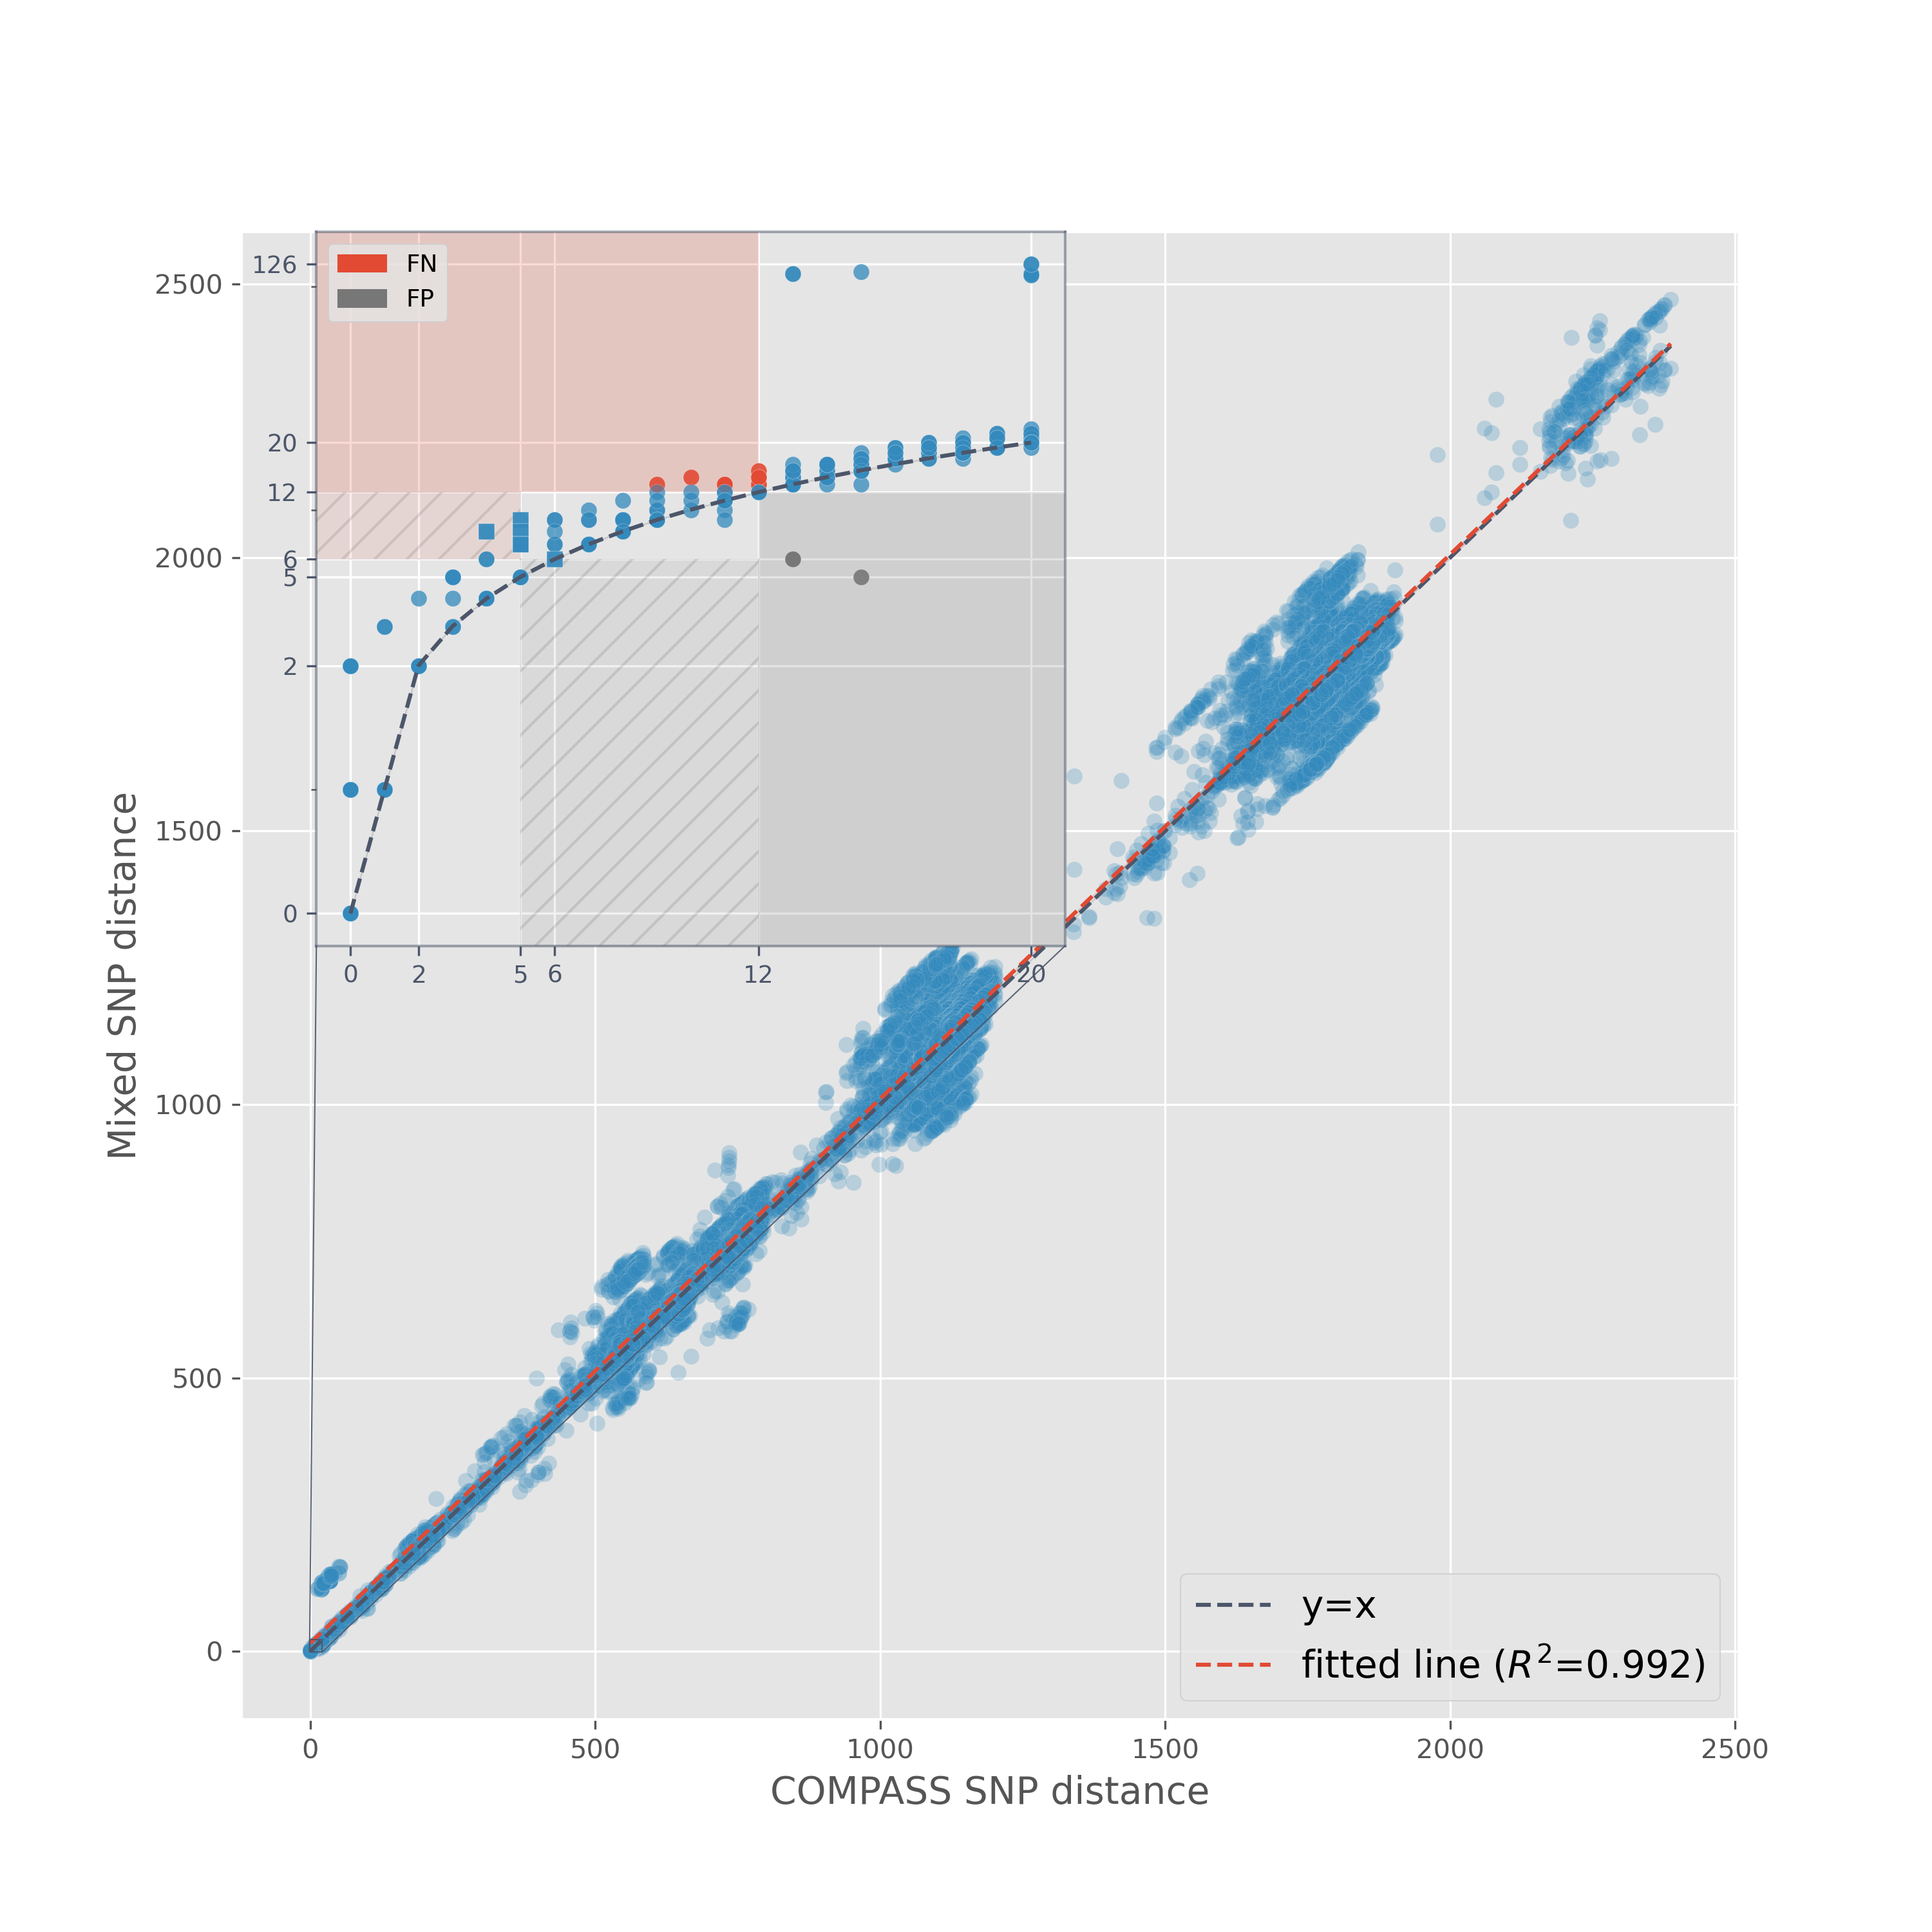 FN
FP
126
20
12
6
5
2
0
0 2 5 6 12 20
2500
2000
1500
1000
500
0
Mixed SNP distance
y=x
fitted line (R²=0.992)
0 500 1000 1500 2000 2500
COMPASS SNP distance